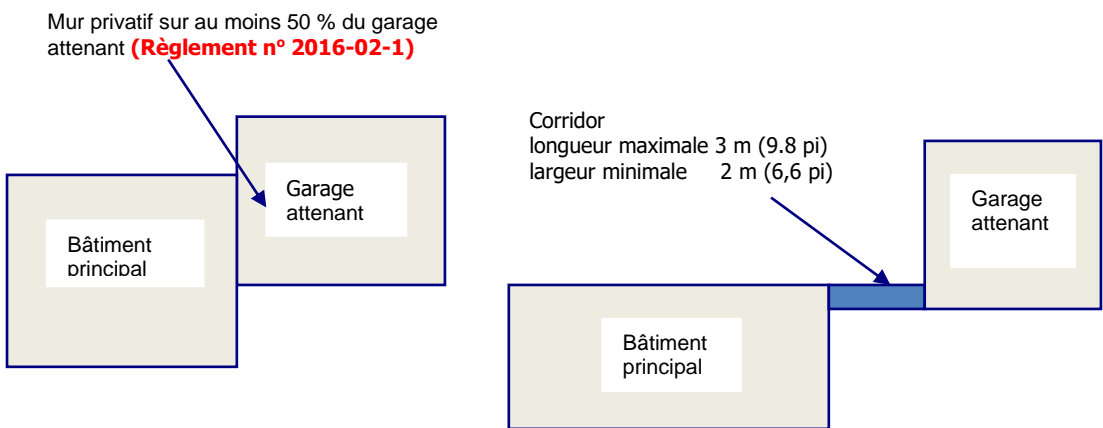 Mur privatif sur au moins 50 % du garage
attenant (Règlement nº 2016-02-1)
Garage
attenant
Bâtiment
principal
Corridor
longueur maximale 3 m (9.8 pi)
largeur minimale 2 m (6,6 pi)
Garage
attenant
Bâtiment
principal